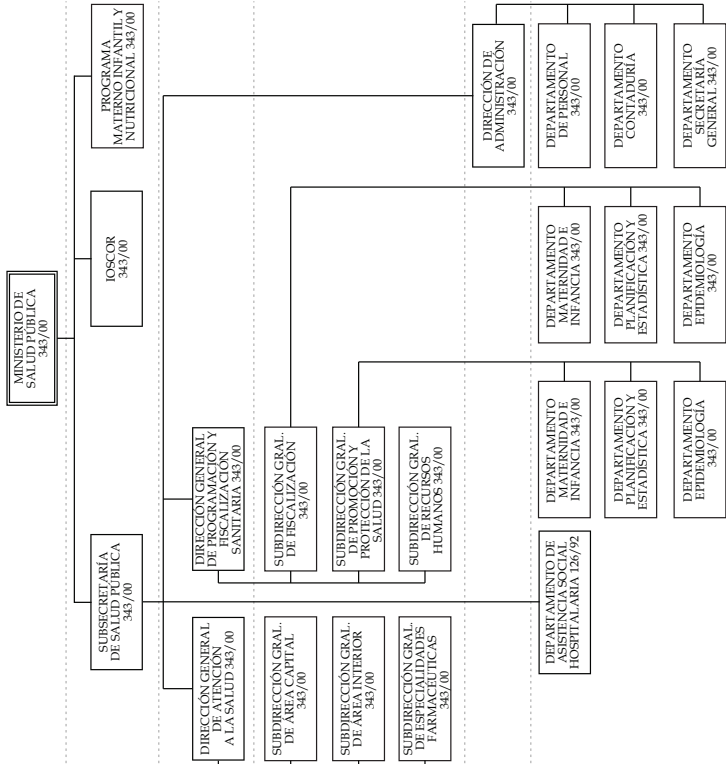 MINISTERIO DE
SALUD PÚBLICA
343/00
SUBSECRETARÍA
DE SALUD PÚBLICA
343/00
IOSCOR
343/00
PROGRAMA
MATERNO INFANTIL Y
NUTRICIONAL 343/00
DIRECCIÓN GENERAL
DE ATENCIÓN
A LA SALUD 343/00
DIRECCIÓN GENERAL
DE PROGRAMACIÓN Y
FISCALIZACIÓN
SANITARIA 343/00
SUBDIRECCIÓN GRAL.
DE ÁREA CAPITAL
343/00
SUBDIRECCIÓN GRAL.
DE FISCALIZACIÓN
343/00
SUBDIRECCIÓN GRAL.
DE ÁREA INTERIOR
343/00
SUBDIRECCIÓN GRAL.
DE PROMOCIÓN Y
PROTECCIÓN DE LA
SALUD 343/00
SUBDIRECCIÓN GRAL.
DE ESPECIALIDADES
FARMACÉUTICAS
343/00
SUBDIRECCIÓN GRAL.
DE RECURSOS
HUMANOS 343/00
DIRECCIÓN DE
ADMINISTRACIÓN
343/00
DEPARTAMENTO DE
ASISTENCIA SOCIAL
HOSPITALARIA 126/92
DEPARTAMENTO
MATERNIDAD E
INFANCIA 343/00
DEPARTAMENTO
MATERNIDAD E
INFANCIA 343/00
DEPARTAMENTO
DE PERSONAL
343/00
DEPARTAMENTO
PLANIFICACIÓN Y
ESTADÍSTICA 343/00
DEPARTAMENTO
PLANIFICACIÓN Y
ESTADÍSTICA 343/00
DEPARTAMENTO
CONTADURÍA
343/00
DEPARTAMENTO
EPIDEMIOLOGÍA
343/00
DEPARTAMENTO
EPIDEMIOLOGÍA
343/00
DEPARTAMENTO
SECRETARÍA
GENERAL 343/00